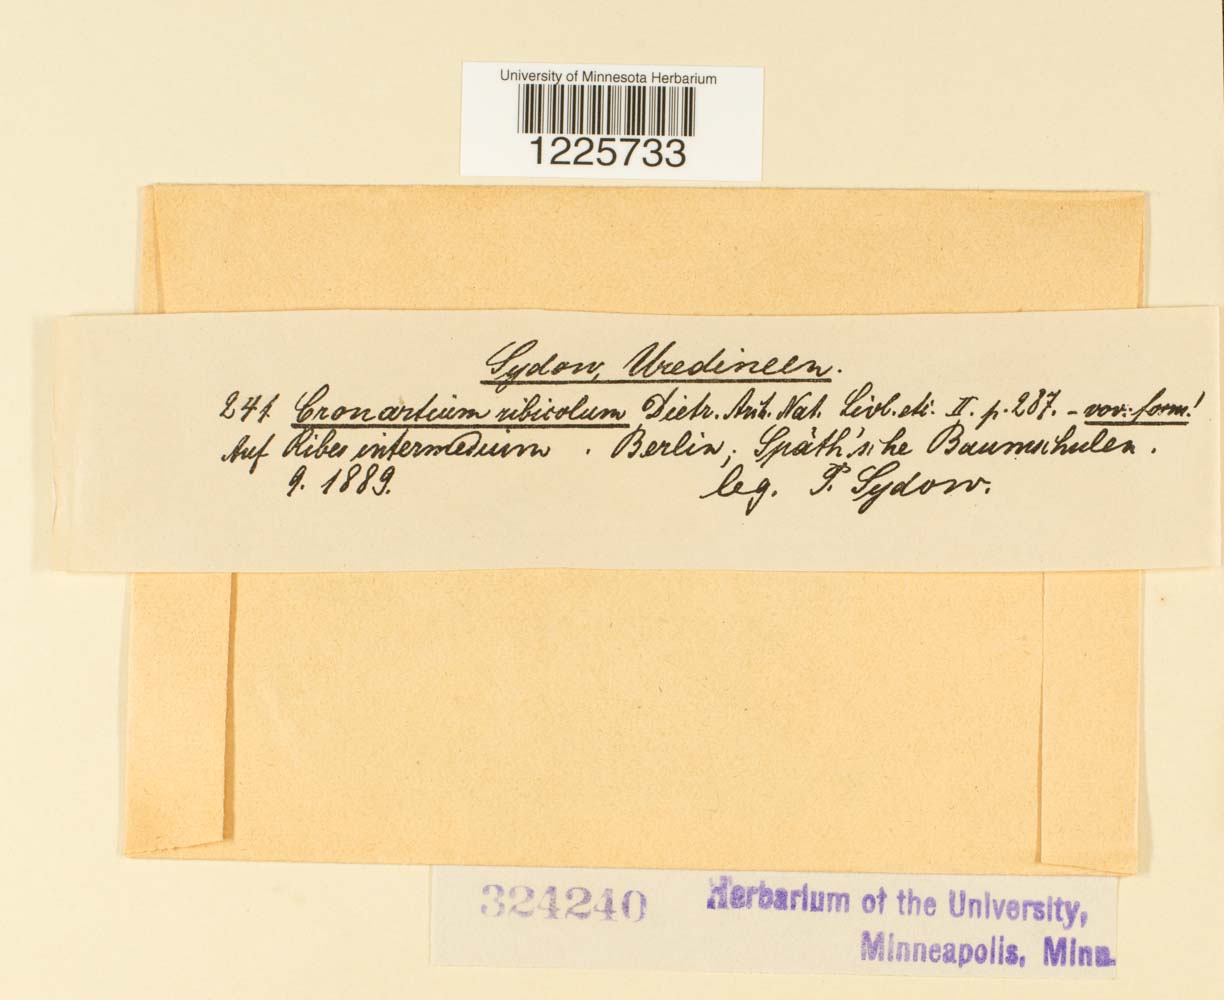 University of Minnesota Herbarium
1225733
Sydow, Uredineen.
241. Cronartium ribicolum Dietr. Arch. Nat. Livl. etc. II. p. 287. - nov. form!
Auf Ribes intermedium. Berlin; Späth'sche Baumschulen.
9. 1889. leg. P. Sydow.
324240 Herbarium of the University,
Minneapolis, Minn.